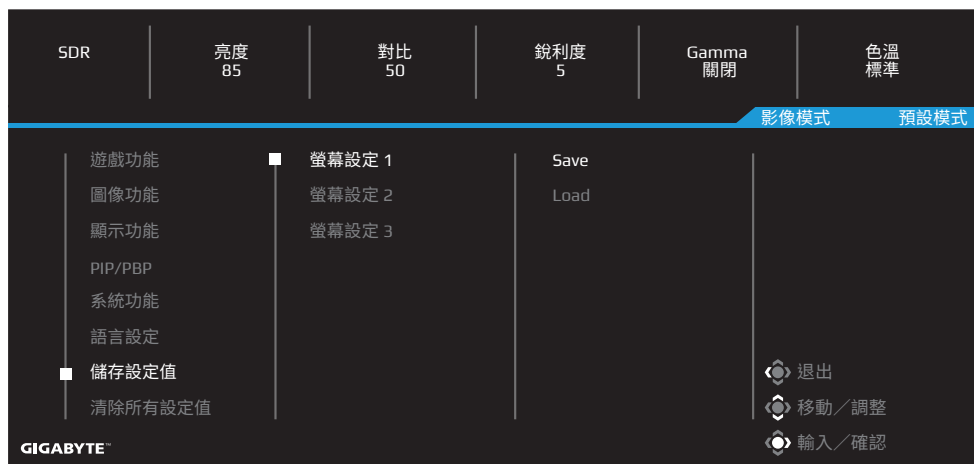 SDR
亮度
85
對比
50
銳利度
5
Gamma
關閉
色溫
標準
影像模式 預設模式
遊戲功能
圖像功能
顯示功能
PIP/PBP
系統功能
語言設定
儲存設定值
清除所有設定值
螢幕設定 1
螢幕設定 2
螢幕設定 3
Save
Load
退出
移動／調整
輸入／確認
GIGABYTE™